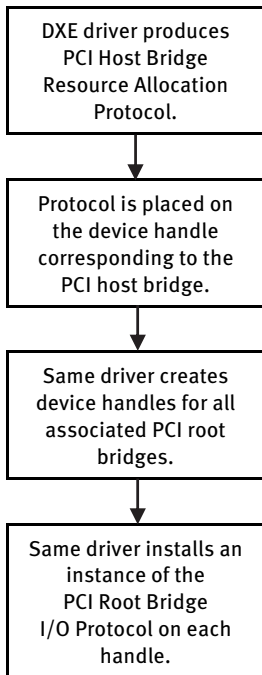 DXE driver produces
PCI Host Bridge
Resource Allocation
Protocol.
Protocol is placed on
the device handle
corresponding to the
PCI host bridge.
Same driver creates
device handles for all
associated PCI root
bridges.
Same driver installs an
instance of the
PCI Root Bridge
I/O Protocol on each
handle.